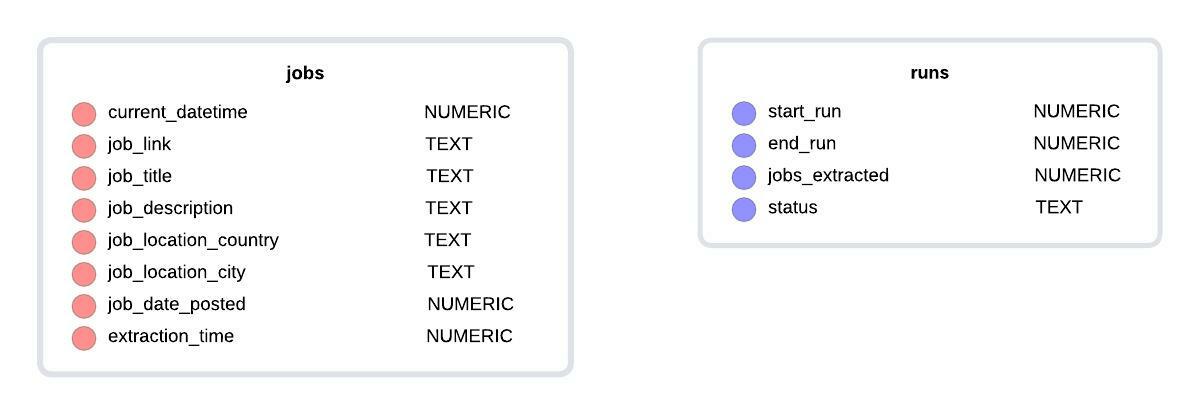 jobs
current_datetime NUMERIC
job_link TEXT
job_title TEXT
job_description TEXT
job_location_country TEXT
job_location_city TEXT
job_date_posted NUMERIC
extraction_time NUMERIC
runs
start_run NUMERIC
end_run NUMERIC
jobs_extracted NUMERIC
status TEXT